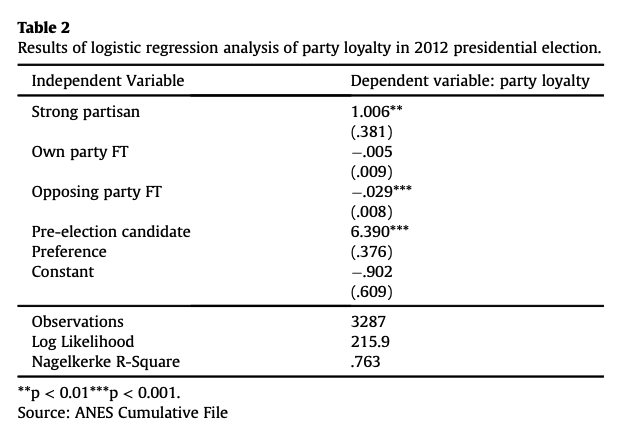 Table 2
Results of logistic regression analysis of party loyalty in 2012 presidential election.
Independent Variable Dependent variable: party loyalty
Strong partisan 1.006**
(.381)
Own party FT −.005
(.009)
Opposing party FT −.029***
(.008)
Pre-election candidate 6.390***
Preference (.376)
Constant −.902
(.609)
Observations 3287
Log Likelihood 215.9
Nagelkerke R-Square .763
**p < 0.01***p < 0.001.
Source: ANES Cumulative File